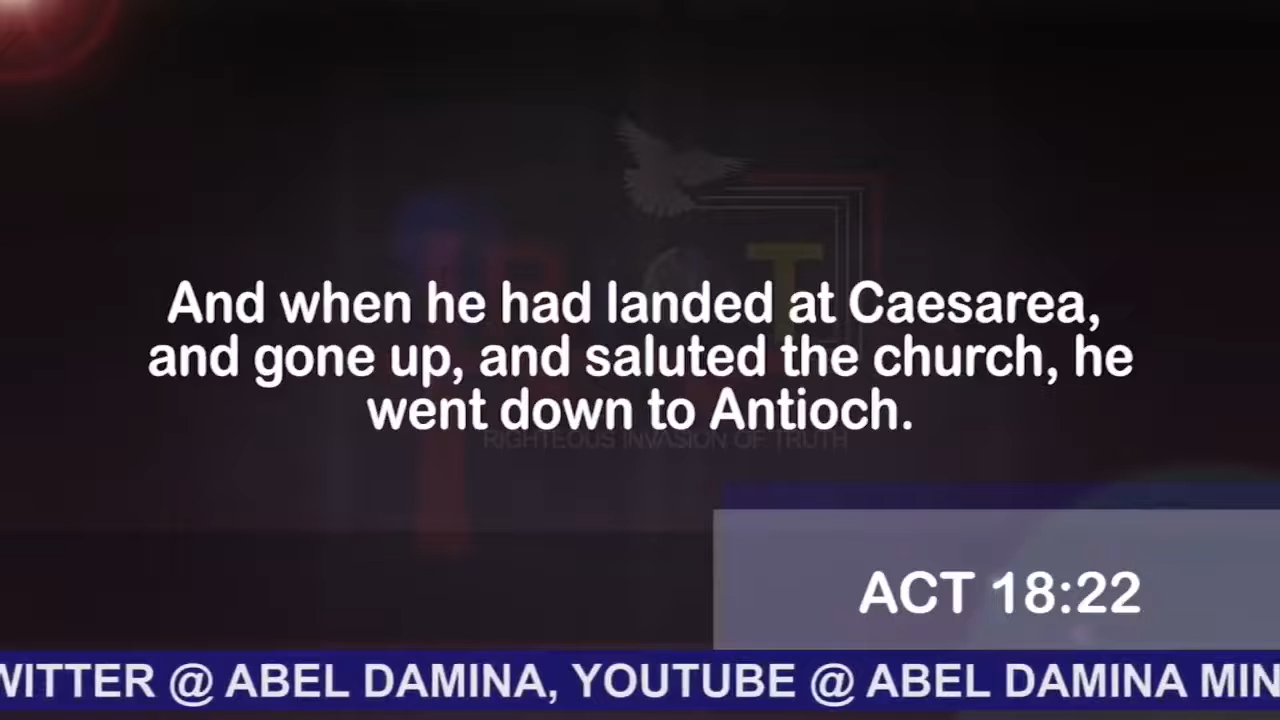 T
And when he had landed at Caesarea,
and gone up, and saluted the church, he
went down to Antioch.
RIGHTEOUS INVASION OF TRUTH
ACT 18:22
WITTER @ ABEL DAMINA, YOUTUBE @ ABEL DAMINA MIN